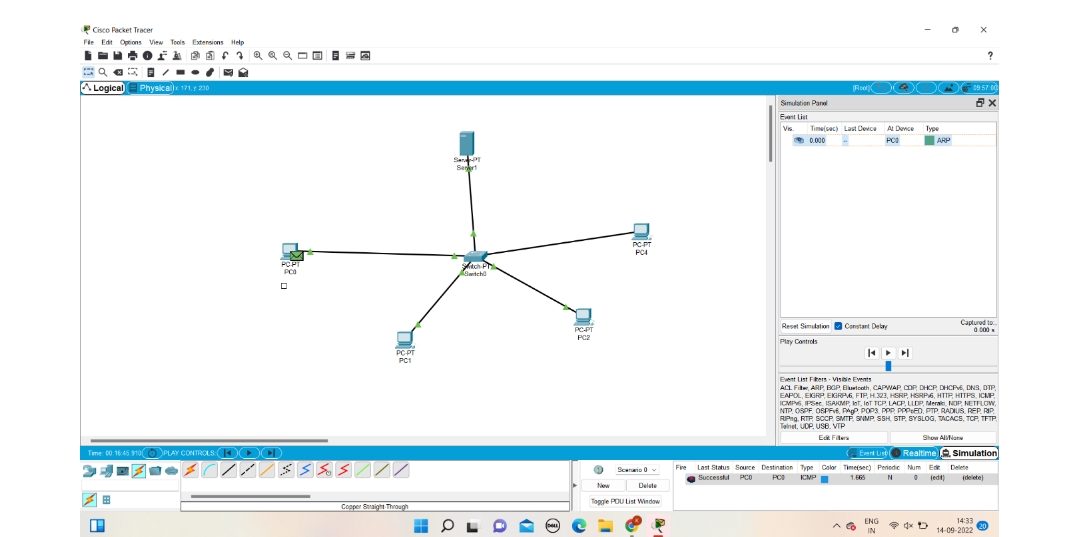 Cisco Packet Tracer
File Edit Options View Tools Extensions Help
?
Logical Physical x: 171, y: 230 [Root] 09:57:00
Server-PT
Server1
PC-PT
PC4
PC-PT
PC0
Switch-PT
Switch0
PC-PT
PC2
PC-PT
PC1
Simulation Panel
Event List
Vis. Time(sec) Last Device At Device Type
0.000 -- PC0 ARP
Reset Simulation Constant Delay Captured to:
0.000 s
Play Controls
Event List Filters - Visible Events
ACL Filter, ARP, BGP, Bluetooth, CAPWAP, CDP, DHCP, DHCPv6, DNS, DTP,
EAPOL, EIGRP, EIGRPv6, FTP, H.323, HSRP, HSRPv6, HTTP, HTTPS, ICMP,
ICMPv6, IPSec, ISAKMP, IoT, IoT TCP, LACP, LLDP, Meraki, NDP, NETFLOW,
NTP, OSPF, OSPFv6, PAgP, POP3, PPP, PPPoED, PTP, RADIUS, REP, RIP,
RIPng, RTP, SCCP, SMTP, SNMP, SSH, STP, SYSLOG, TACACS, TCP, TFTP,
Telnet, UDP, USB, VTP
Edit Filters Show All/None
Time: 00:16:45.910 PLAY CONTROLS: Event List Realtime Simulation
Scenario 0
New Delete
Toggle PDU List Window
Fire Last Status Source Destination Type Color Time(sec) Periodic Num Edit Delete
Successful PC0 PC0 ICMP 1.665 N 0 (edit) (delete)
Copper Straight-Through
DELL
ENG
IN
14:33
14-09-2022
20